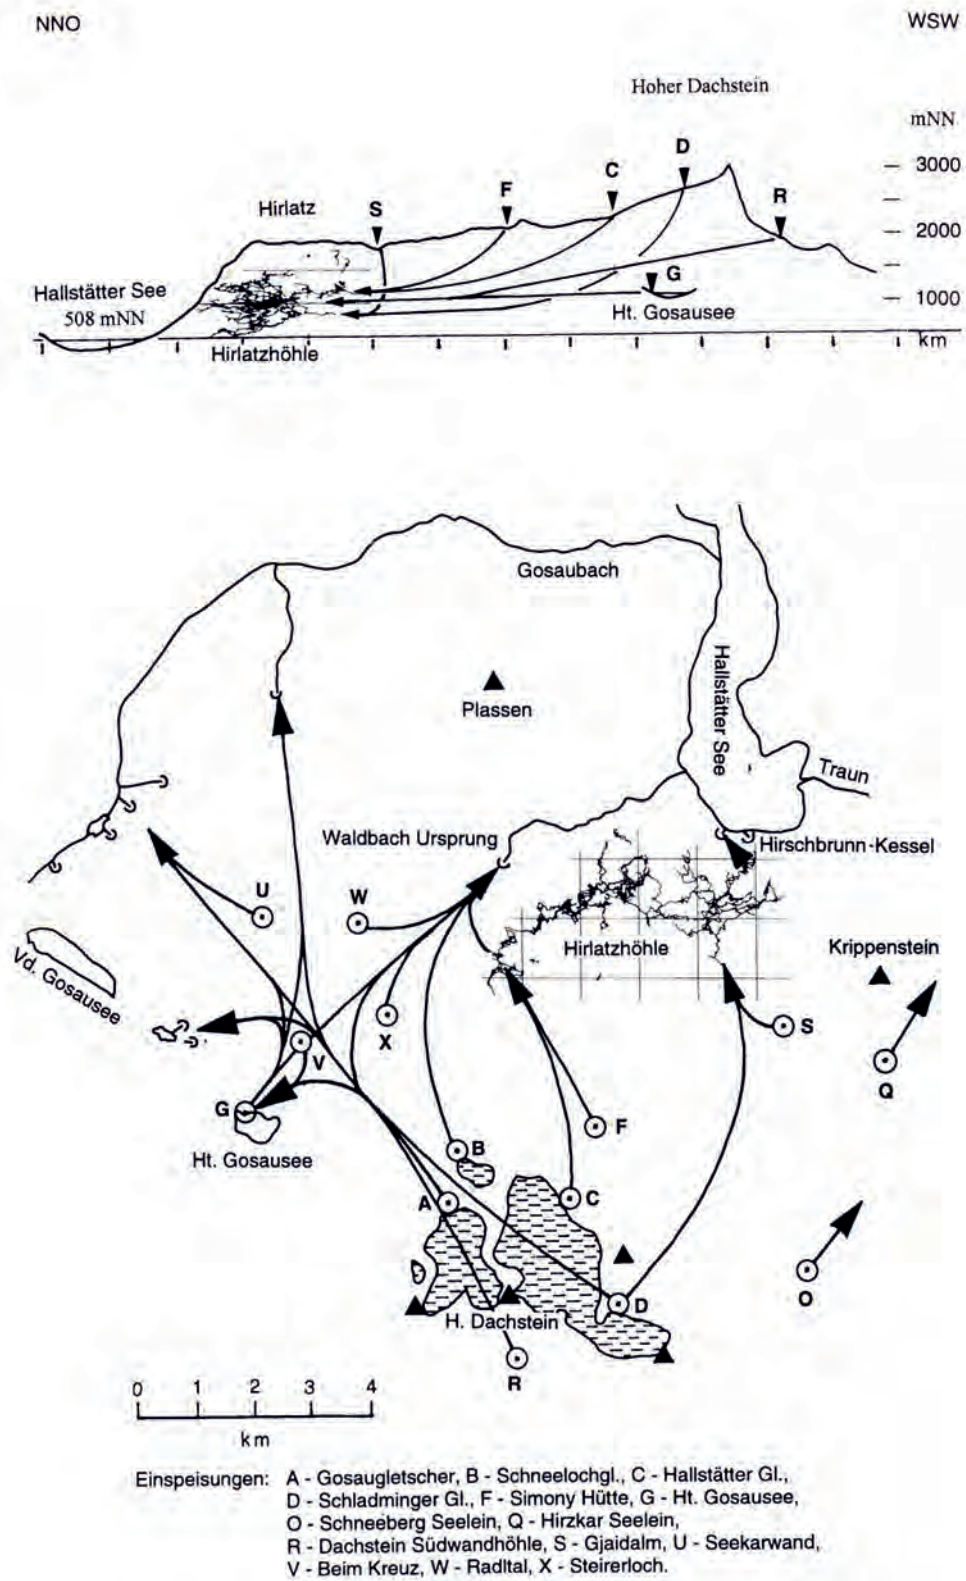 NNO
WSW
Hoher Dachstein
mNN
D
3000
C
F
R
S
Hirlatz
2000
G
Hallstätter See
508 mNN
1000
Ht. Gosausee
km
Hirlatzhöhle
Gosaubach
Hallstätter See
Plassen
Traun
Waldbach Ursprung
Hirschbrunn-Kessel
U
W
Hirlatzhöhle
Krippenstein
Vd. Gosausee
S
X
V
Q
G
F
Ht. Gosausee
B
A
C
D
O
H. Dachstein
R
0 1 2 4
km
Einspeisungen: A - Gosaugletscher, B - Schneelochgl., C - Hallstätter Gl.,
D - Schladminger Gl., F - Simony Hütte, G - Ht. Gosausee,
O - Schneeberg Seelein, Q - Hirzkar Seelein,
R - Dachstein Südwandhöhle, S - Gjaidalm, U - Seekarwand,
V - Beim Kreuz, W - Radltal, X - Steirerloch.